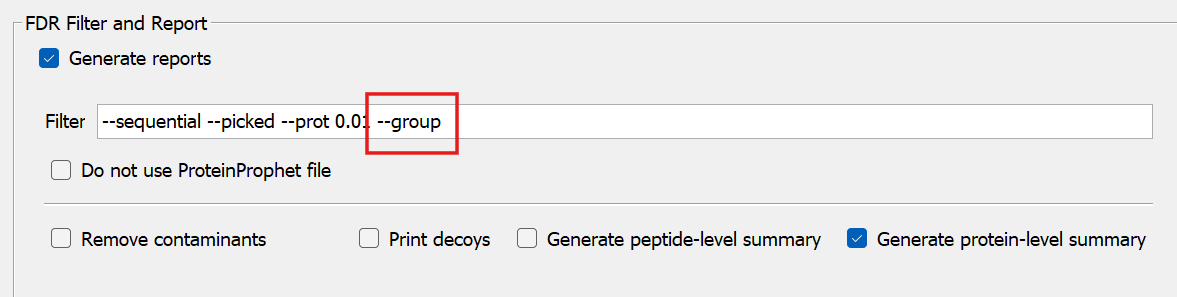 FDR Filter and Report
Generate reports
Filter --sequential --picked --prot 0.01 --group
Do not use ProteinProphet file
Remove contaminants Print decoys Generate peptide-level summary Generate protein-level summary